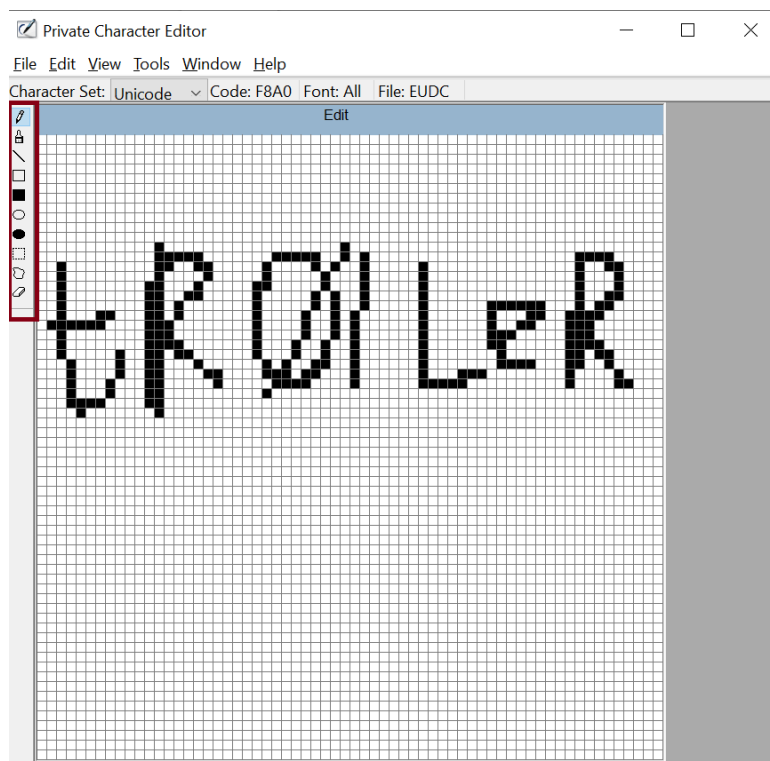 Private Character Editor
File Edit View Tools Window Help
Character Set: Unicode Code: F8A0 Font: All File: EUDC
Edit
tRØl LeR